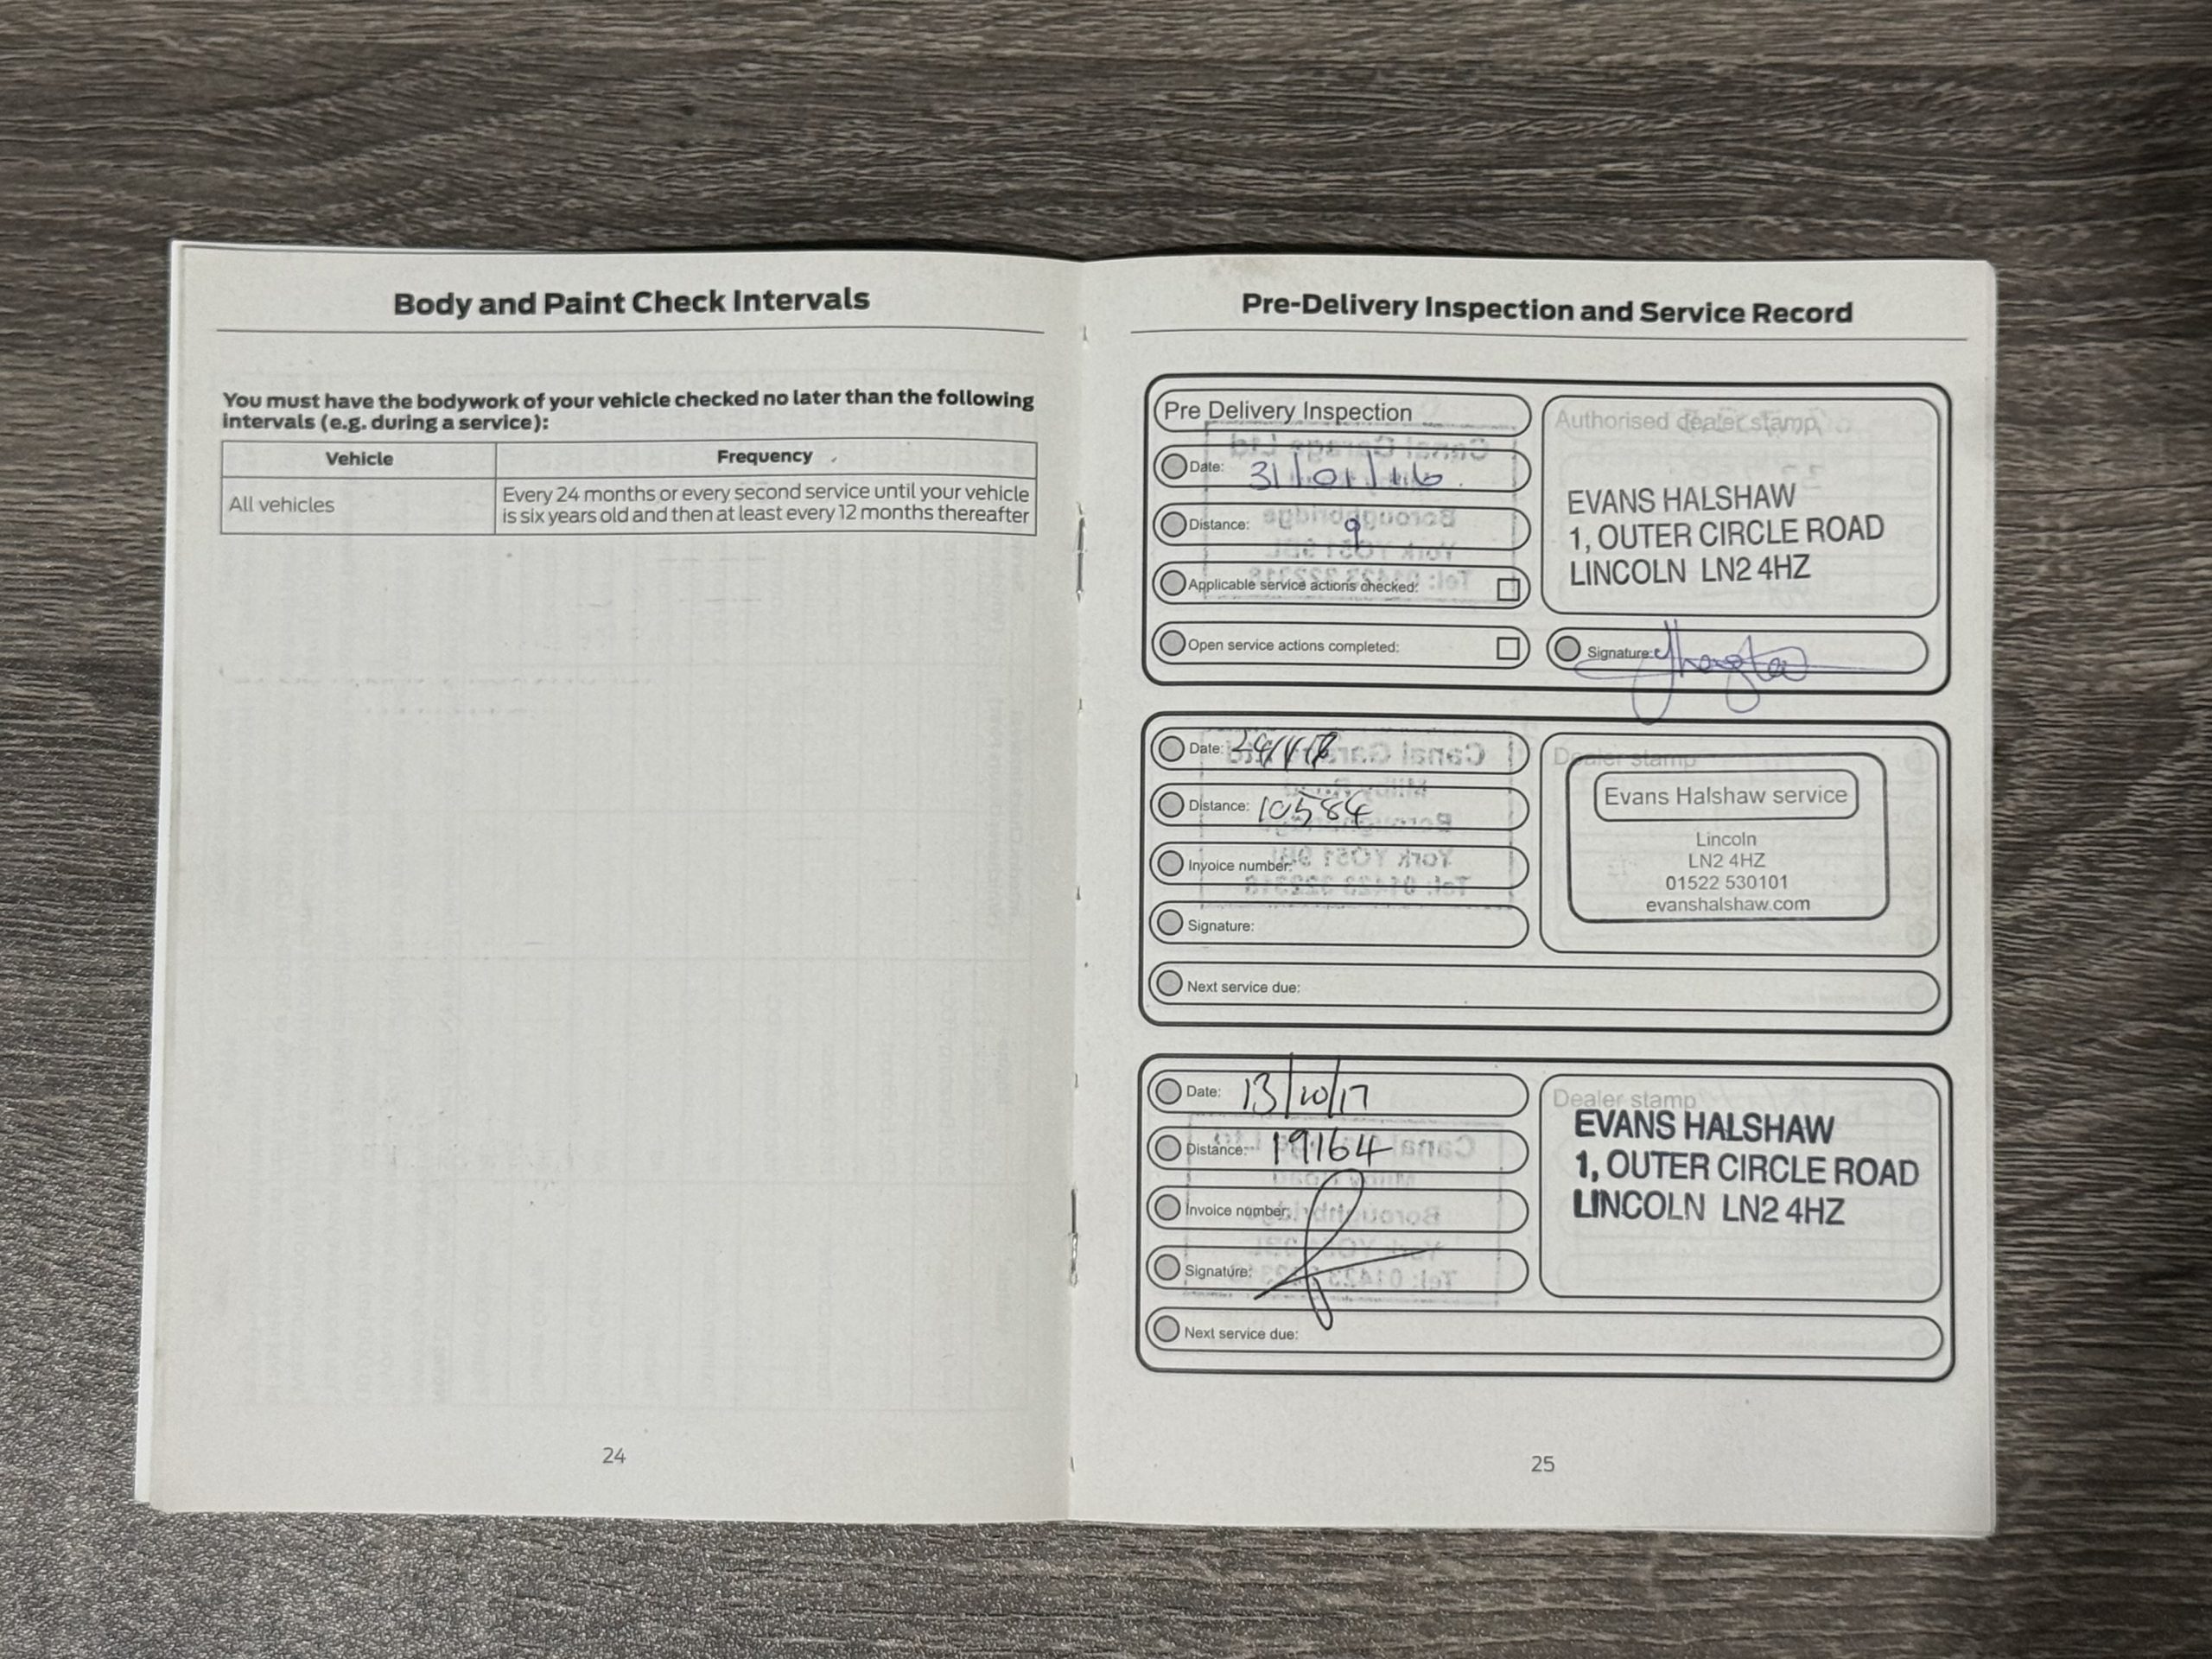 Body and Paint Check Intervals
You must have the bodywork of your vehicle checked no later than the following
intervals (e.g. during a service):
Vehicle Frequency
All vehicles Every 24 months or every second service until your vehicle
is six years old and then at least every 12 months thereafter
24
Pre-Delivery Inspection and Service Record
Pre Delivery Inspection
Date: 31/01/16
Distance: 9
Applicable service actions checked:
Open service actions completed:
Authorised dealer stamp
EVANS HALSHAW
1, OUTER CIRCLE ROAD
LINCOLN LN2 4HZ
Signature:
Date:
Distance: 10584
Invoice number:
Signature:
Next service due:
Dealer stamp
Evans Halshaw service
Lincoln
LN2 4HZ
01522 530101
evanshalshaw.com
Date: 13/10/17
Distance: 19164
Invoice number:
Signature:
Next service due:
Dealer stamp
EVANS HALSHAW
1, OUTER CIRCLE ROAD
LINCOLN LN2 4HZ
25